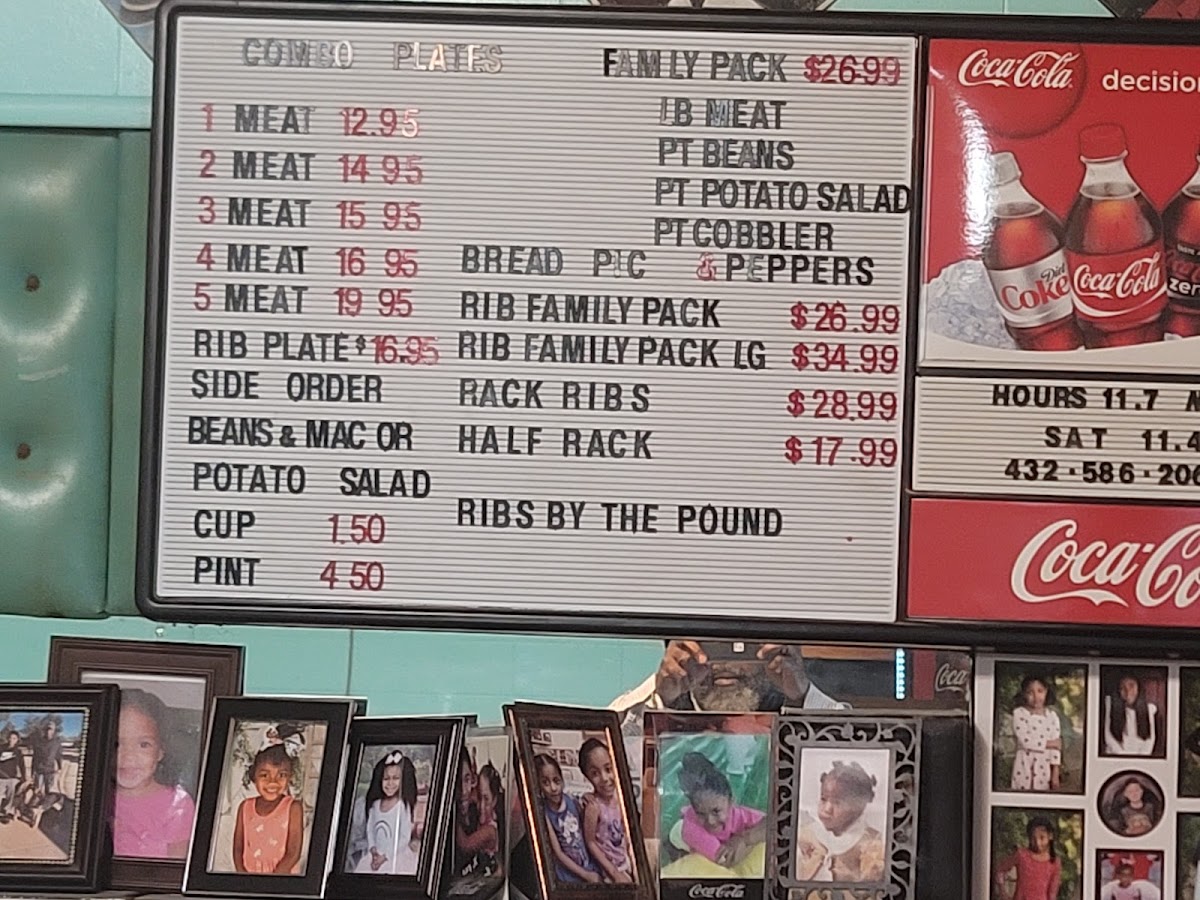 COMBO PLATES
1 MEAT 12.95
2 MEAT 14 95
3 MEAT 15 95
4 MEAT 16 95
5 MEAT 19 95
RIB PLATE $16.95
SIDE ORDER
BEANS & MAC OR
POTATO SALAD
CUP 1.50
PINT 4 50
FAMILY PACK $26.99
LB MEAT
PT BEANS
PT POTATO SALAD
PT COBBLER
BREAD PIC & PEPPERS
RIB FAMILY PACK $26.99
RIB FAMILY PACK LG $34.99
RACK RIBS $28.99
HALF RACK $17.99
RIBS BY THE POUND
Coca-Cola decision
Diet
Coke
Coca-Cola
zer
HOURS 11.7
SAT 11.4
432·586·206
Coca-Co
Coca
Coca-Cola